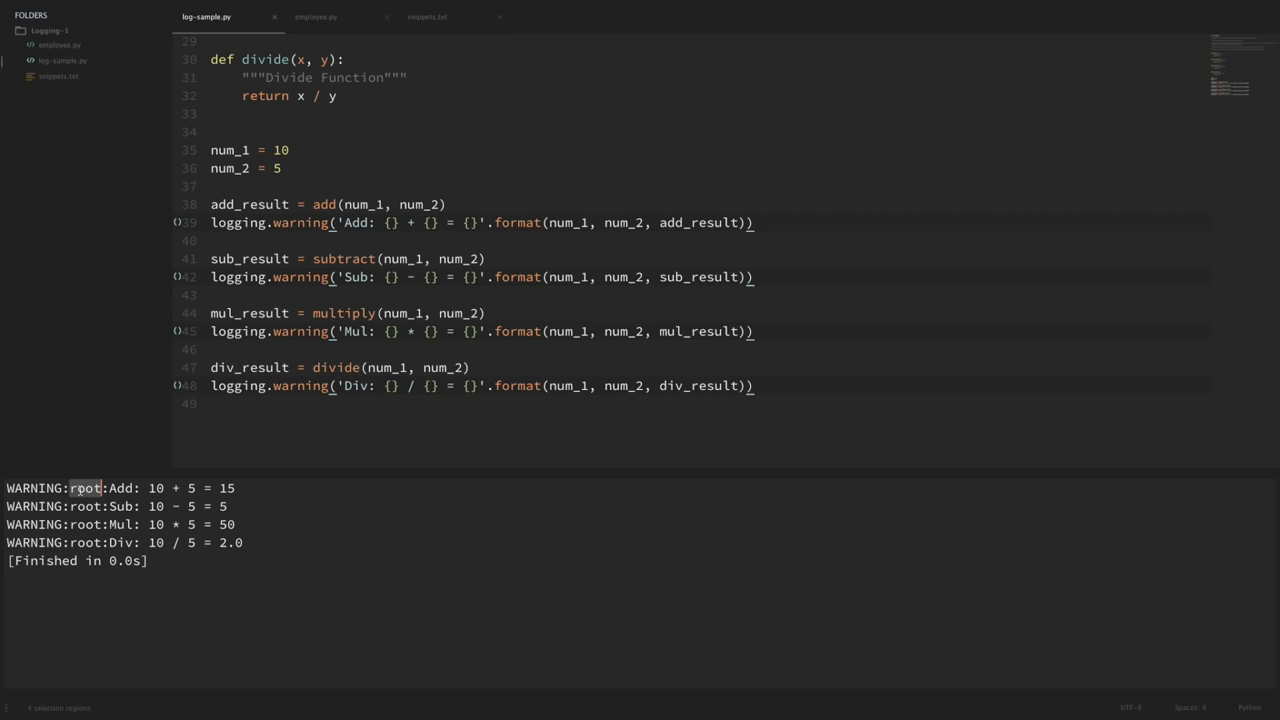 FOLDERS
Logging-1
employee.py
log-sample.py
snippets.txt
log-sample.py × employee.py × snippets.txt ×
29
30 def divide(x, y):
31 """Divide Function"""
32 return x / y
33
34
35 num_1 = 10
36 num_2 = 5
37
38 add_result = add(num_1, num_2)
39 logging.warning('Add: {} + {} = {}'.format(num_1, num_2, add_result))
40
41 sub_result = subtract(num_1, num_2)
42 logging.warning('Sub: {} - {} = {}'.format(num_1, num_2, sub_result))
43
44 mul_result = multiply(num_1, num_2)
45 logging.warning('Mul: {} * {} = {}'.format(num_1, num_2, mul_result))
46
47 div_result = divide(num_1, num_2)
48 logging.warning('Div: {} / {} = {}'.format(num_1, num_2, div_result))
49
WARNING:root:Add: 10 + 5 = 15
WARNING:root:Sub: 10 - 5 = 5
WARNING:root:Mul: 10 * 5 = 50
WARNING:root:Div: 10 / 5 = 2.0
[Finished in 0.0s]
4 selection regions UTF-8 Spaces: 4 Python